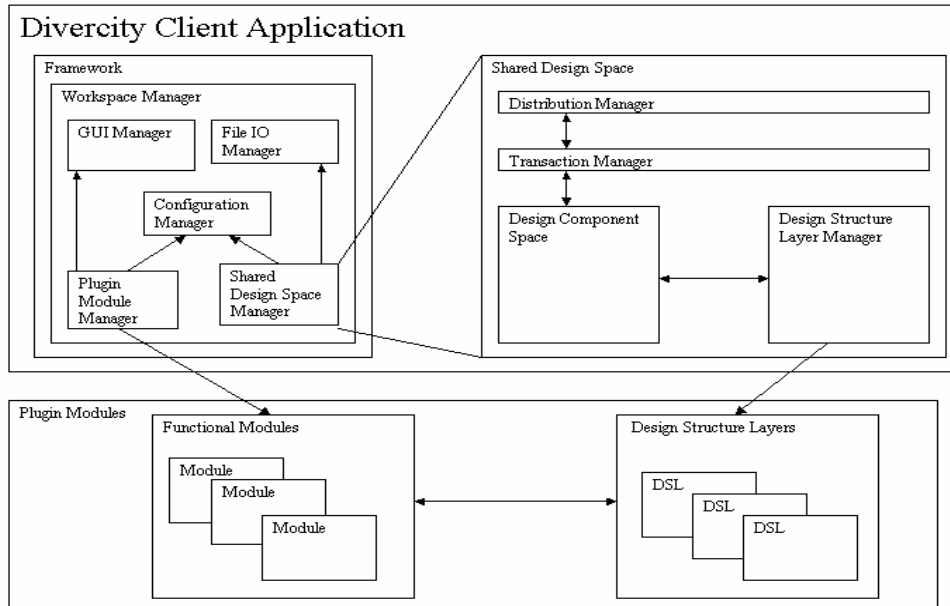 Divercity Client Application
Framework
Workspace Manager
GUI Manager
File IO
Manager
Configuration
Manager
Plugin
Module
Manager
Shared
Design Space
Manager
Shared Design Space
Distribution Manager
Transaction Manager
Design Component
Space
Design Structure
Layer Manager
Plugin Modules
Functional Modules
Module
Module
Module
Design Structure Layers
DSL
DSL
DSL